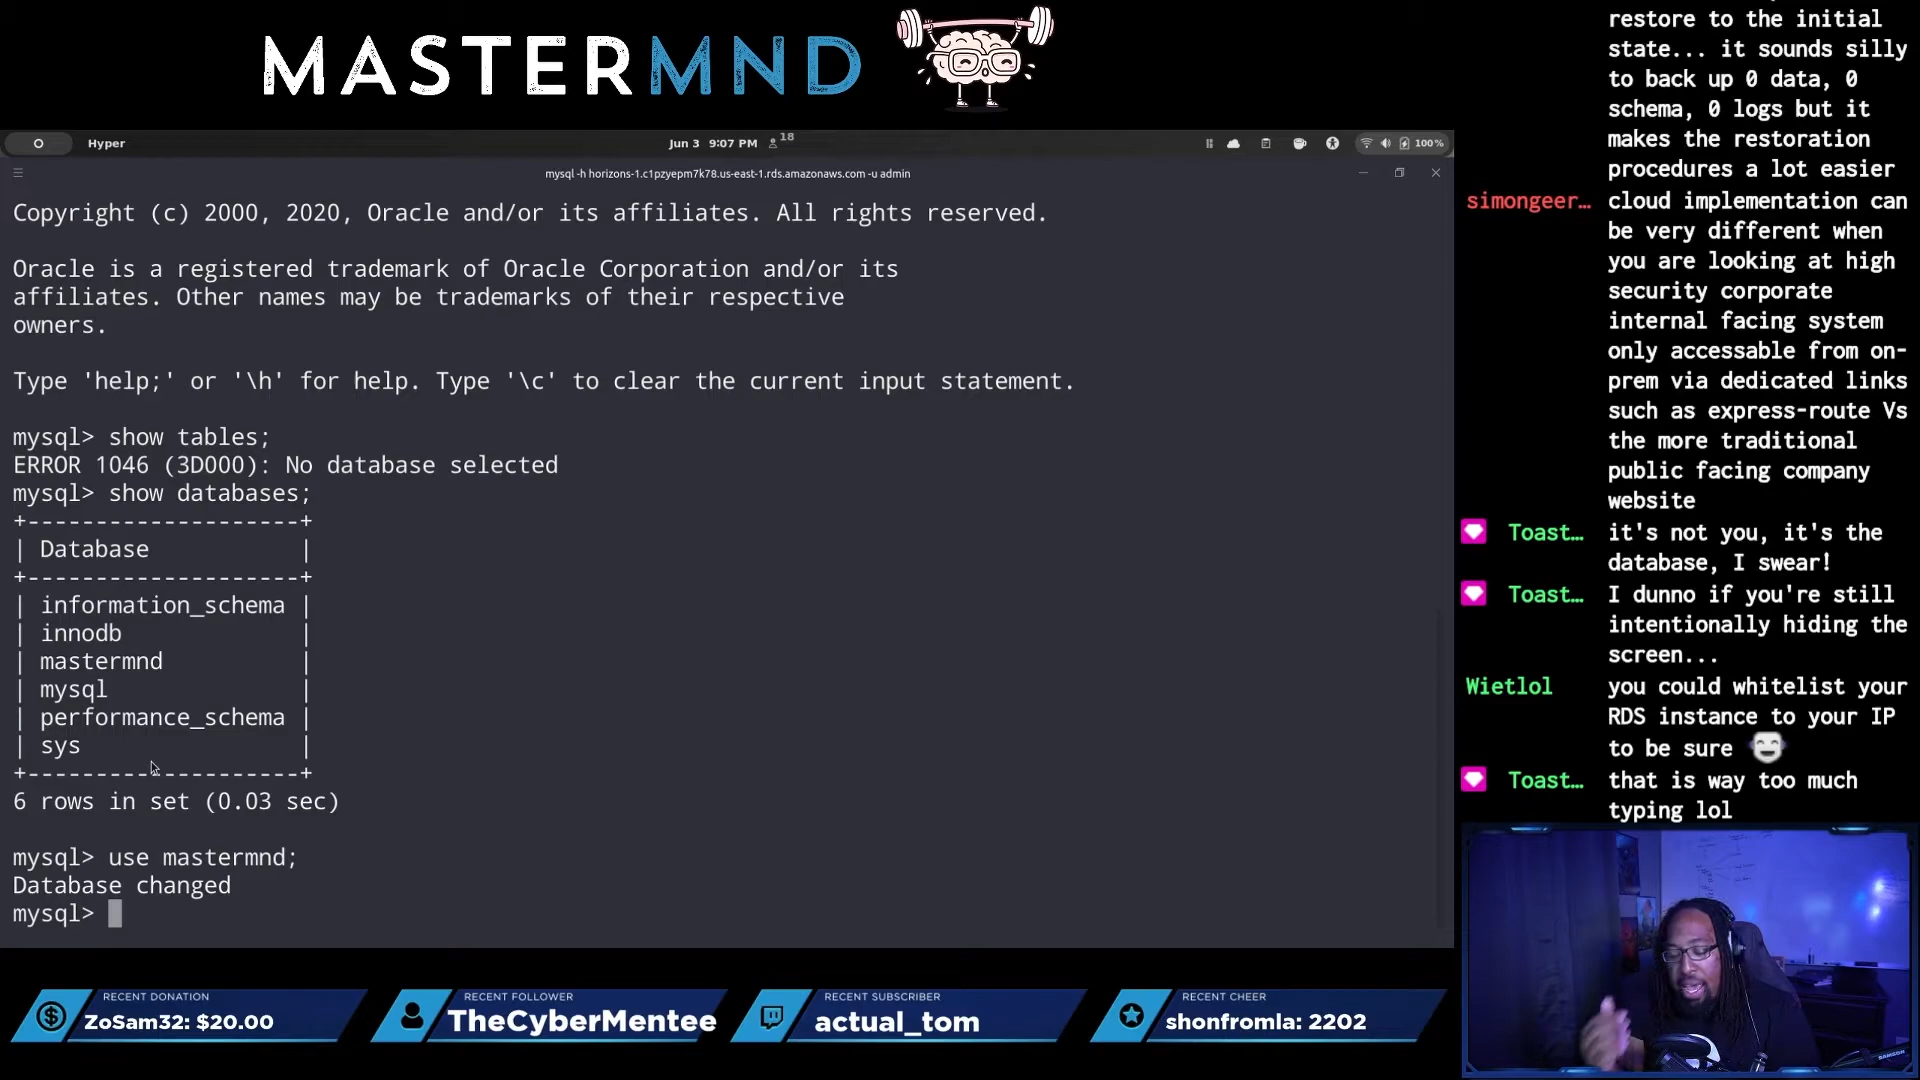 MASTERMND
Hyper
Jun 3 9:07 PM
18
100%
mysql -h horizons-1.c1pzyepm7k78.us-east-1.rds.amazonaws.com -u admin
Copyright (c) 2000, 2020, Oracle and/or its affiliates. All rights reserved.
Oracle is a registered trademark of Oracle Corporation and/or its
affiliates. Other names may be trademarks of their respective
owners.
Type 'help;' or '\h' for help. Type '\c' to clear the current input statement.
mysql> show tables;
ERROR 1046 (3D000): No database selected
mysql> show databases;
+--------------------+
| Database           |
+--------------------+
| information_schema |
| innodb             |
| mastermnd          |
| mysql              |
| performance_schema |
| sys                |
+--------------------+
6 rows in set (0.03 sec)
mysql> use mastermnd;
Database changed
mysql>
restore to the initial
state... it sounds silly
to back up 0 data, 0
schema, 0 logs but it
makes the restoration
procedures a lot easier
simongeer… cloud implementation can
be very different when
you are looking at high
security corporate
internal facing system
only accessable from on-
prem via dedicated links
such as express-route Vs
the more traditional
public facing company
website
Toast… it's not you, it's the
database, I swear!
Toast… I dunno if you're still
intentionally hiding the
screen...
Wietlol you could whitelist your
RDS instance to your IP
to be sure
Toast… that is way too much
typing lol
RECENT DONATION
ZoSam32: $20.00
RECENT FOLLOWER
TheCyberMentee
RECENT SUBSCRIBER
actual_tom
RECENT CHEER
shonfromla: 2202
SAMSON